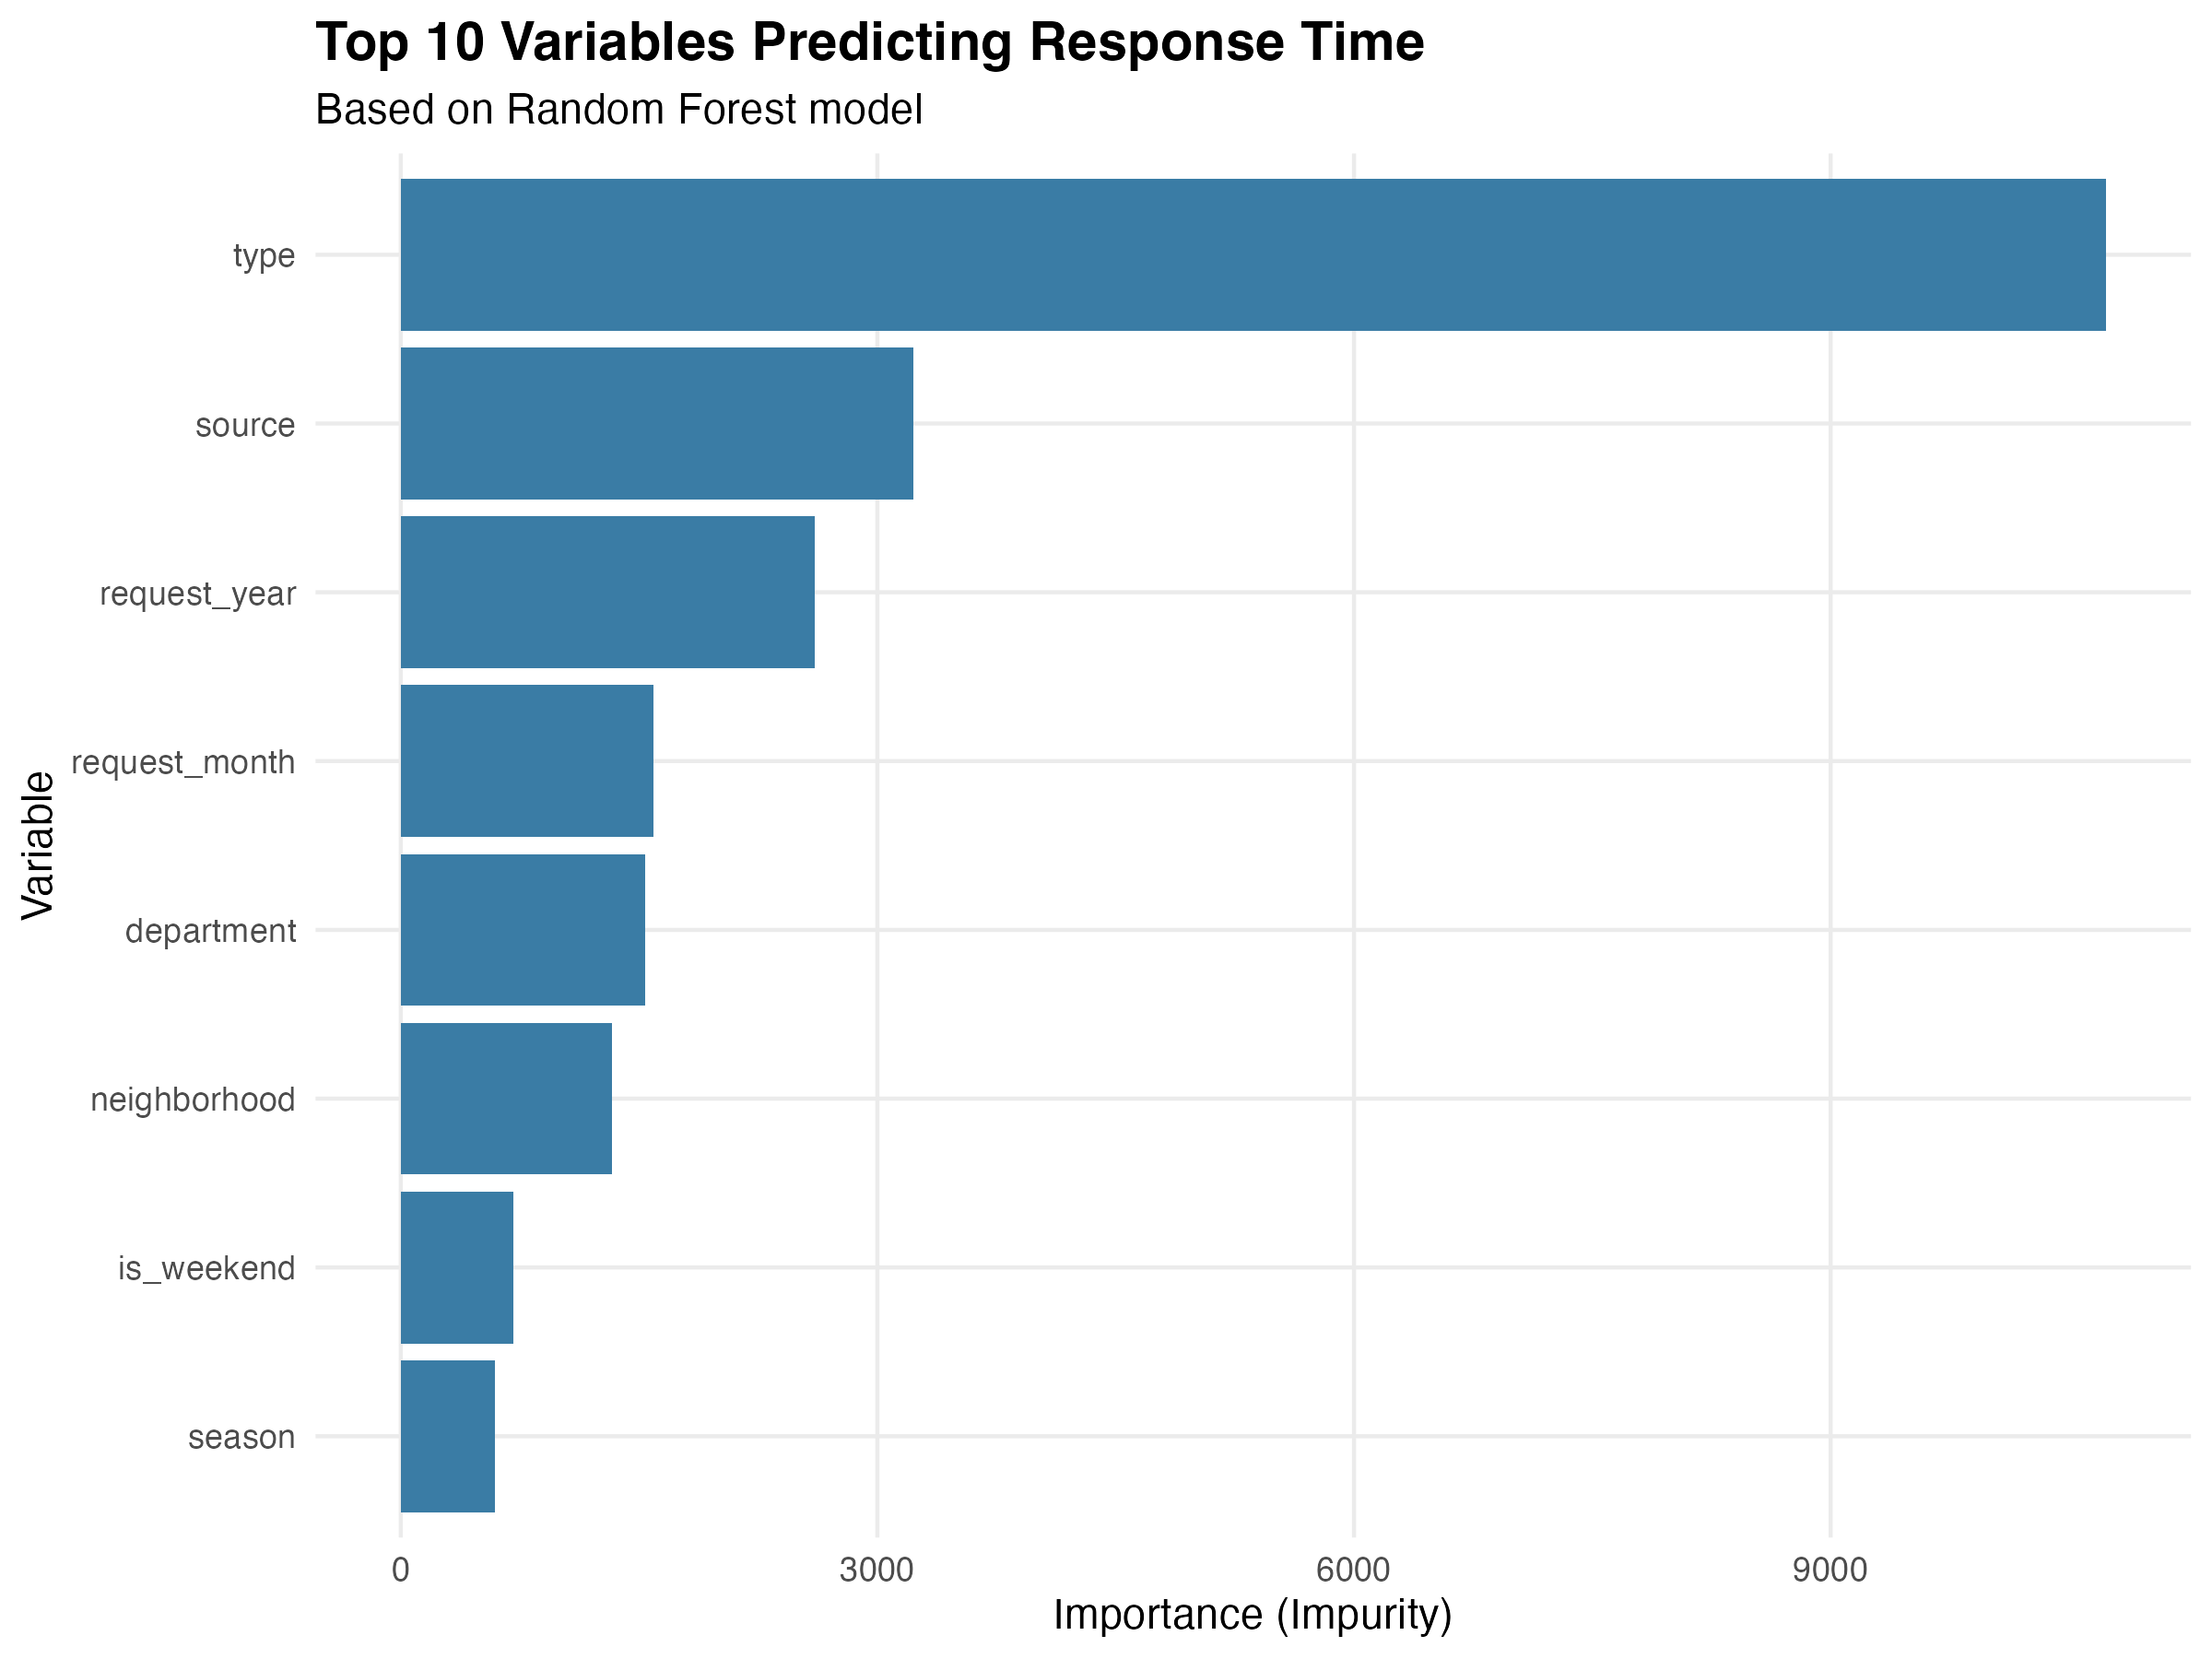 Top 10 Variables Predicting Response Time
Based on Random Forest model
Variable
type
source
request_year
request_month
department
neighborhood
is_weekend
season
0 3000 6000 9000
Importance (Impurity)